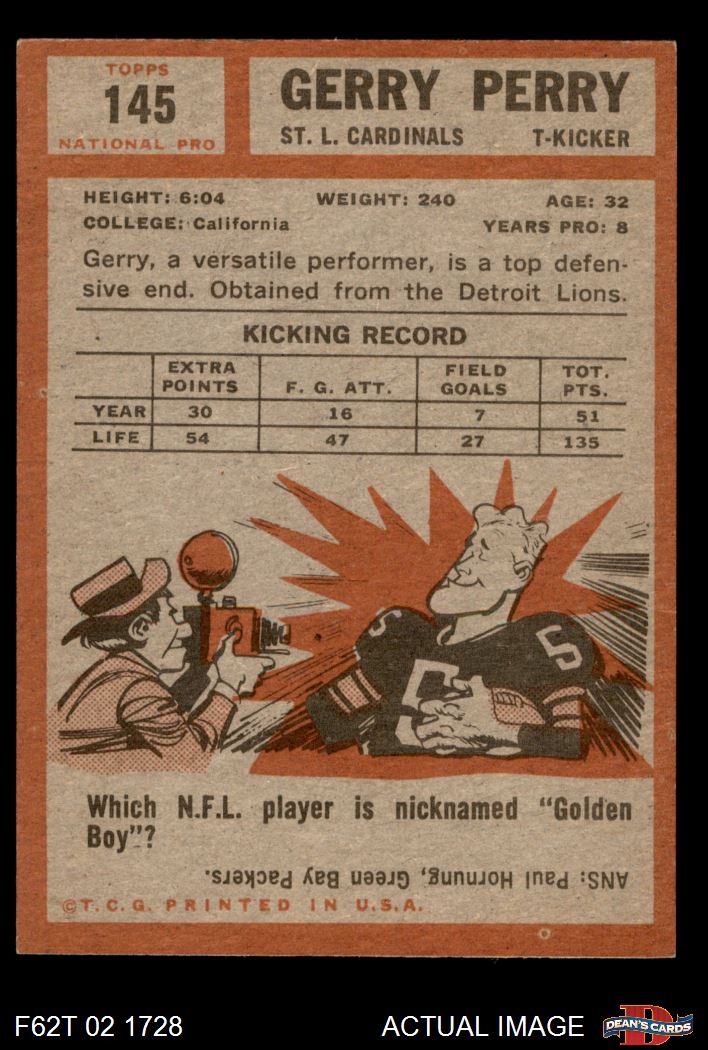 TOPPS
145
NATIONAL PRO
GERRY PERRY
ST. L. CARDINALS T-KICKER
HEIGHT: 6:04 WEIGHT: 240 AGE: 32
COLLEGE: California YEARS PRO: 8
Gerry, a versatile performer, is a top defen-
sive end. Obtained from the Detroit Lions.
KICKING RECORD
EXTRA POINTS F. G. ATT. FIELD GOALS TOT. PTS.
YEAR 30 16 7 51
LIFE 54 47 27 135
5
5
5
Which N.F.L. player is nicknamed "Golden
Boy"?
ANS: Paul Hornung, Green Bay Packers.
©T.C.G. PRINTED IN U.S.A.
F62T 02 1728 ACTUAL IMAGE
D
DEAN'S CARDS